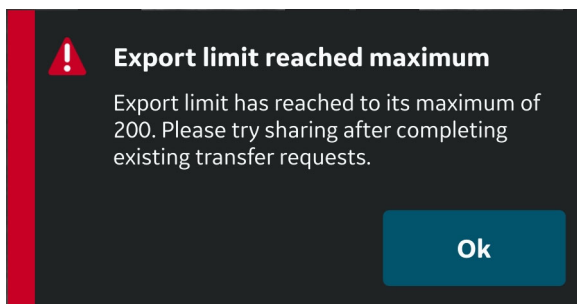 Export limit reached maximum
Export limit has reached to its maximum of
200. Please try sharing after completing
existing transfer requests.
Ok